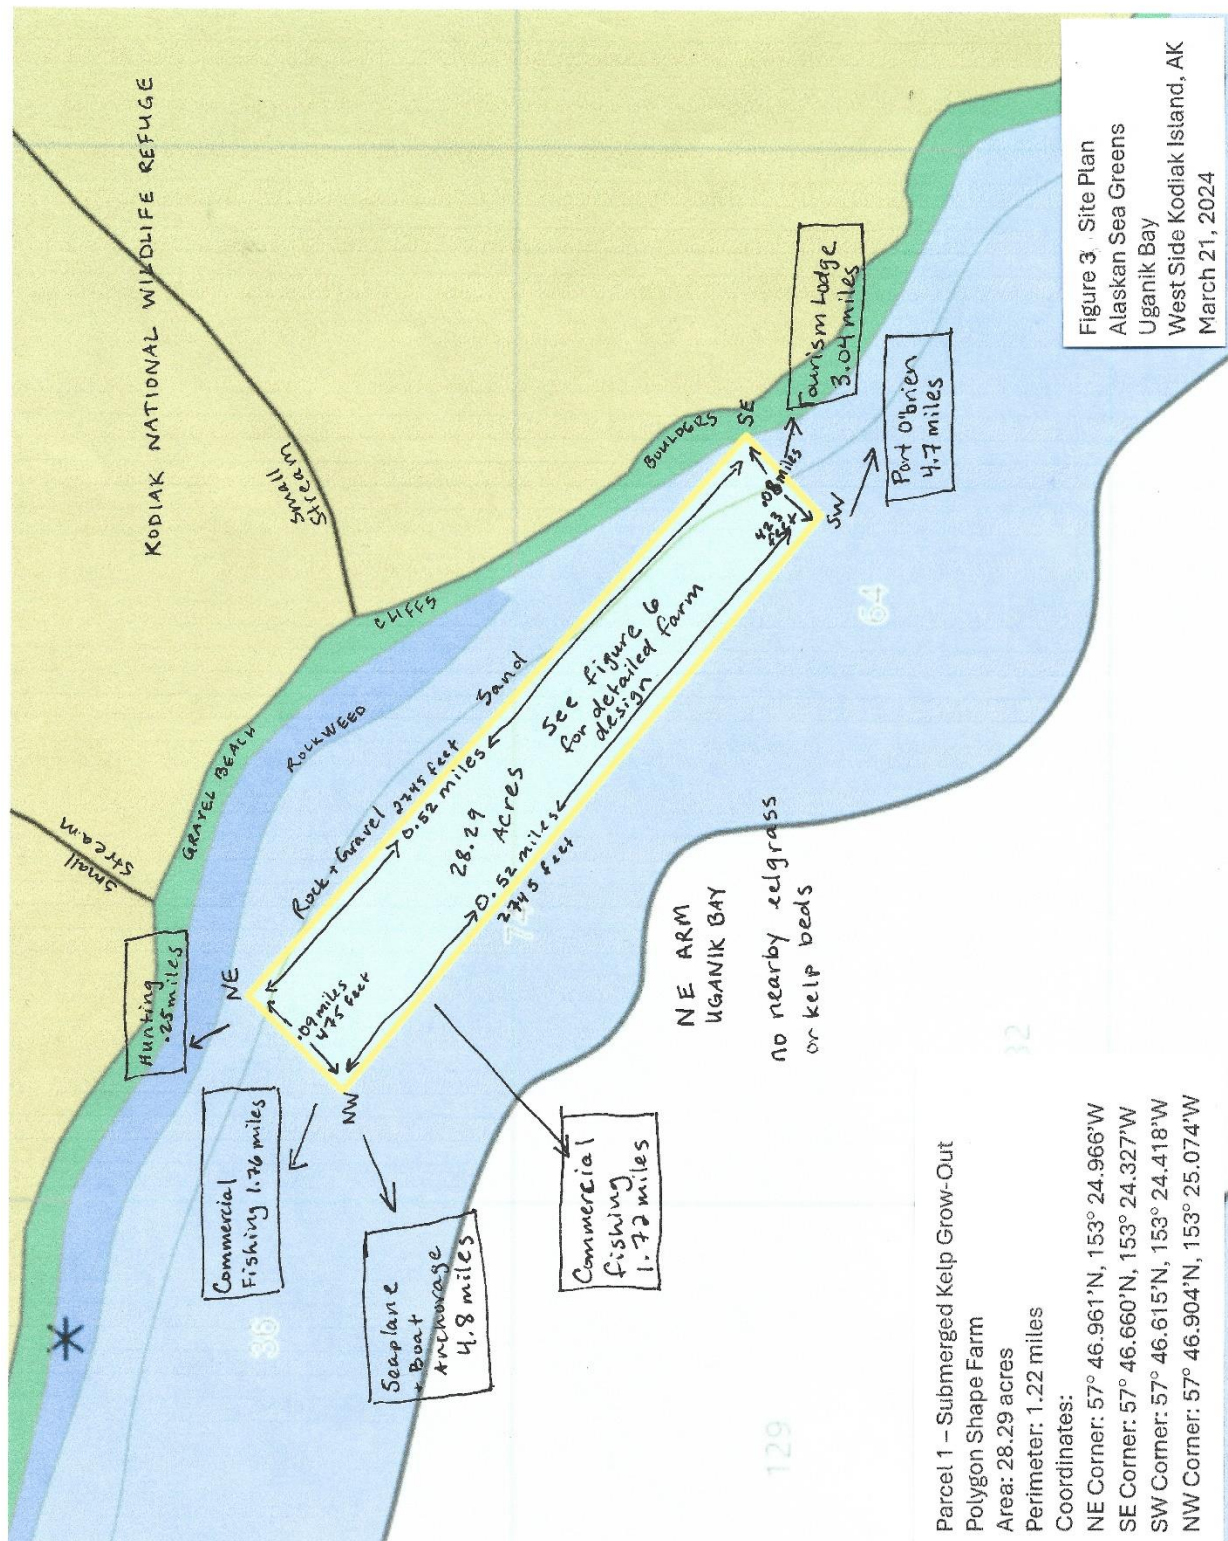 KODIAK NATIONAL WILDLIFE REFUGE
Small
Stream
Small
Stream
GRAVEL BEACH
CLIFFS
BOULDERS
ROCKWEED
Sand
Rock + Gravel
2745 feet
0.52 miles
Hunting
.25 miles
NE
SE
NW
SW
.09 miles
475 feet
28.29
Acres
See figure 6
for detailed farm
design
0.52 miles
2745 feet
.08 miles
423
feet
Tourism Lodge
3.04 miles
Port O'brien
4.7 miles
Commercial
Fishing 1.76 miles
Seaplane
+ Boat
Anchorage
4.8 miles
Commercial
fishing
1.72 miles
NE ARM
UGANIK BAY
no nearby eelgrass
or kelp beds
36
74
64
32
129
Parcel 1 – Submerged Kelp Grow-Out
Polygon Shape Farm
Area: 28.29 acres
Perimeter: 1.22 miles
Coordinates:
NE Corner: 57° 46.961'N, 153° 24.966'W
SE Corner: 57° 46.660'N, 153° 24.327'W
SW Corner: 57° 46.615'N, 153° 24.418'W
NW Corner: 57° 46.904'N, 153° 25.074'W
Figure 3 Site Plan
Alaskan Sea Greens
Uganik Bay
West Side Kodiak Island, AK
March 21, 2024